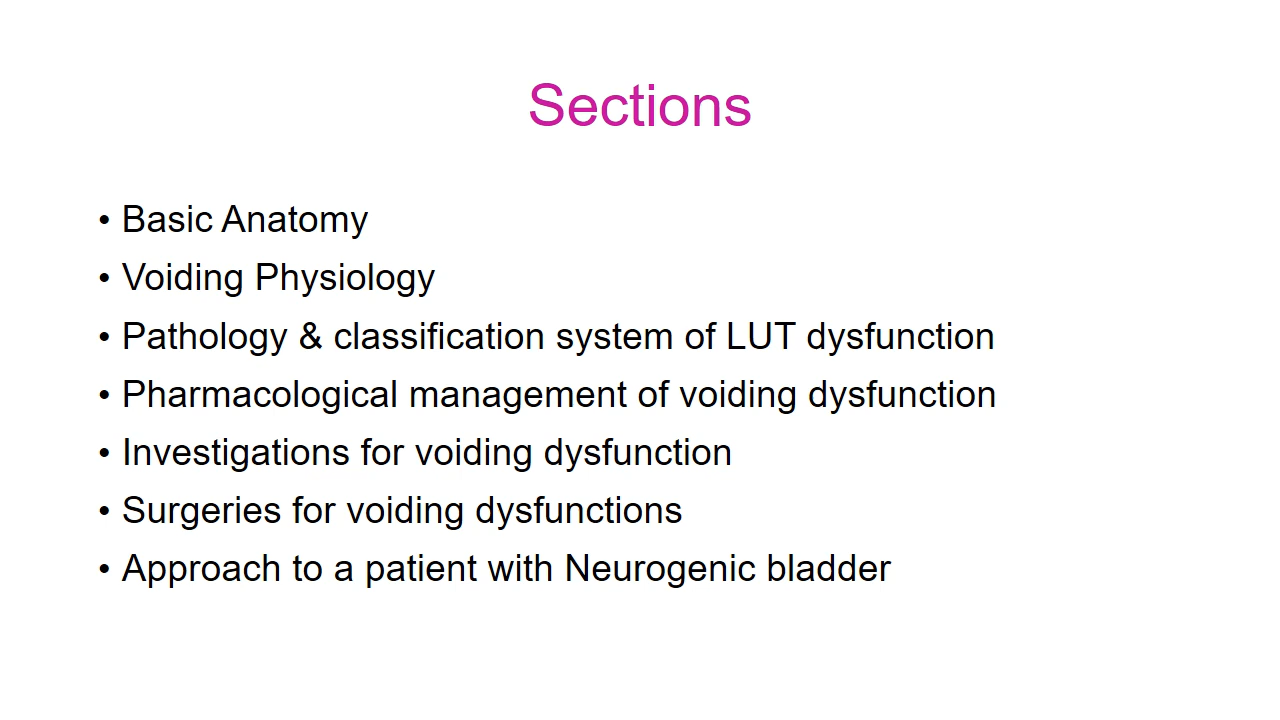 Sections
• Basic Anatomy
• Voiding Physiology
• Pathology & classification system of LUT dysfunction
• Pharmacological management of voiding dysfunction
• Investigations for voiding dysfunction
• Surgeries for voiding dysfunctions
• Approach to a patient with Neurogenic bladder